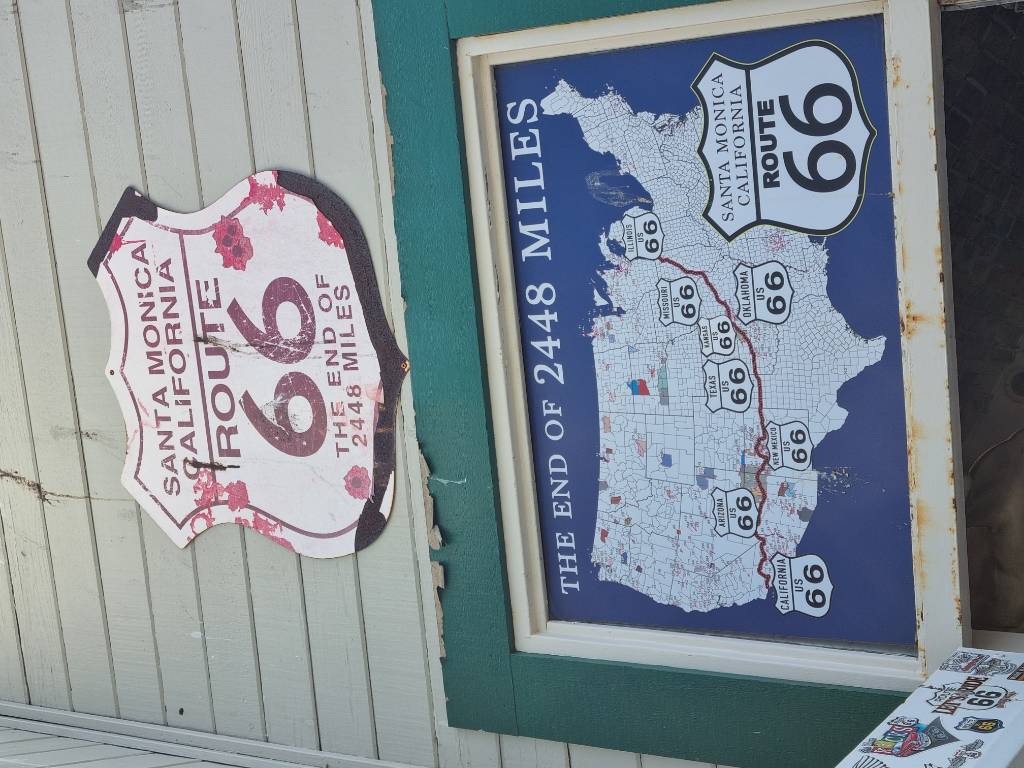 SANTA MONICA
CALIFORNIA
ROUTE
66
THE END OF
2448 MILES
THE END OF 2448 MILES
SANTA MONICA
CALIFORNIA
ROUTE
66
ILLINOIS
US
66
MISSOURI
US
66
KANSAS
US
66
OKLAHOMA
US
66
TEXAS
US
66
NEW MEXICO
US
66
ARIZONA
US
66
CALIFORNIA
US
66
66
66